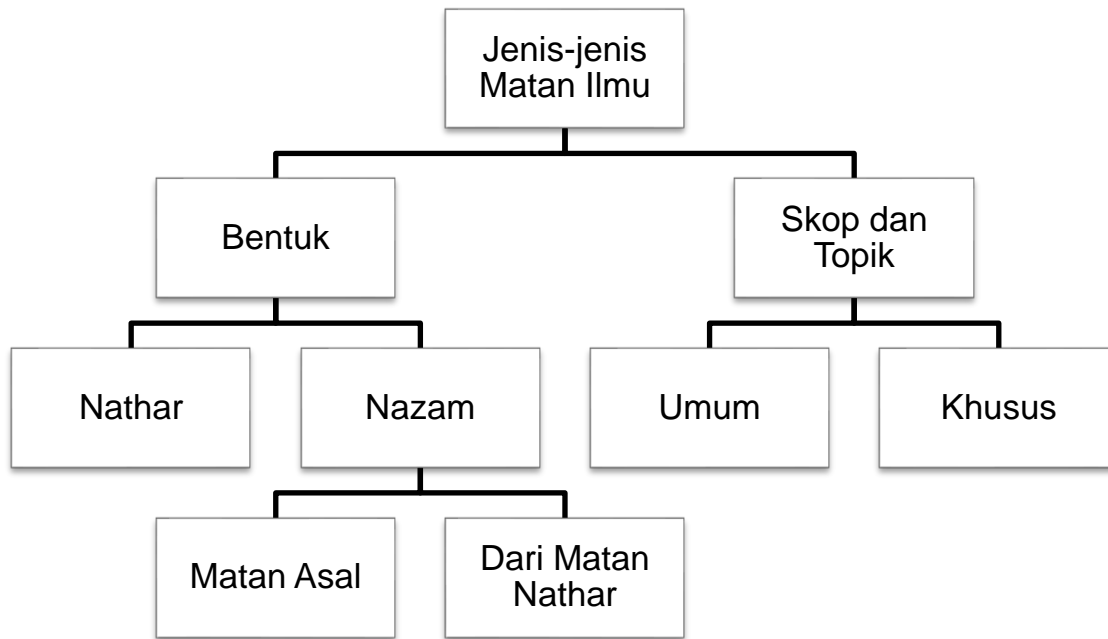 Jenis-jenis
Matan Ilmu
Bentuk
Skop dan
Topik
Nathar
Nazam
Umum
Khusus
Matan Asal
Dari Matan
Nathar